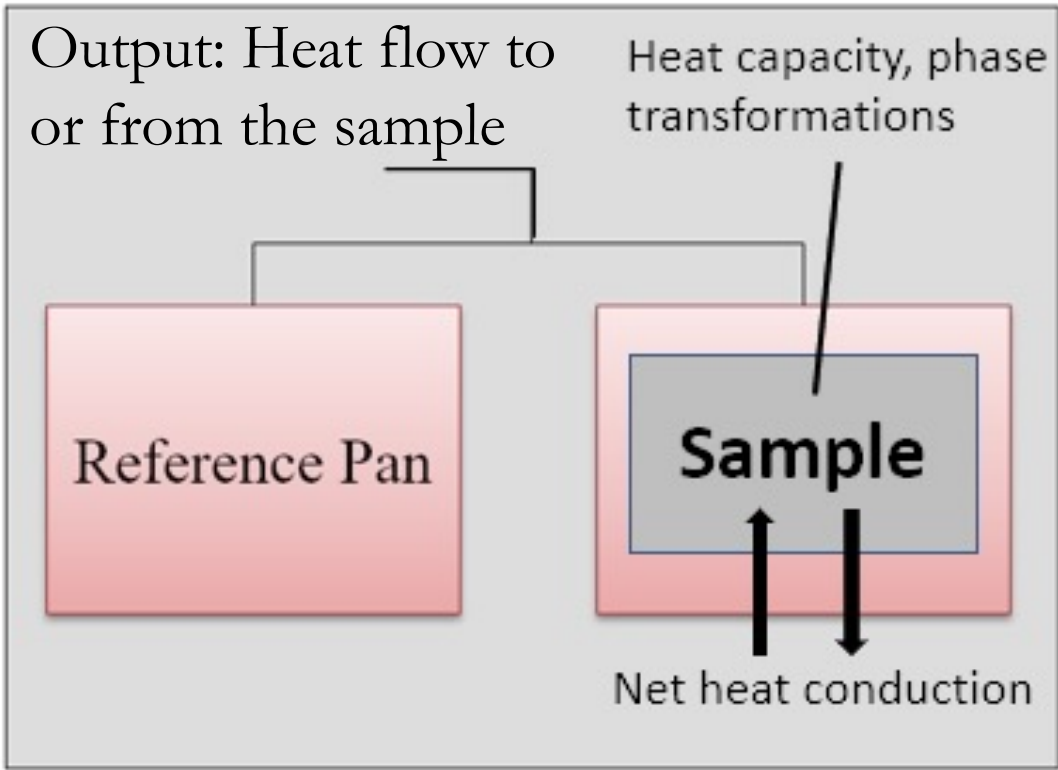 Output: Heat flow to
or from the sample
Heat capacity, phase
transformations
Reference Pan
Sample
Net heat conduction